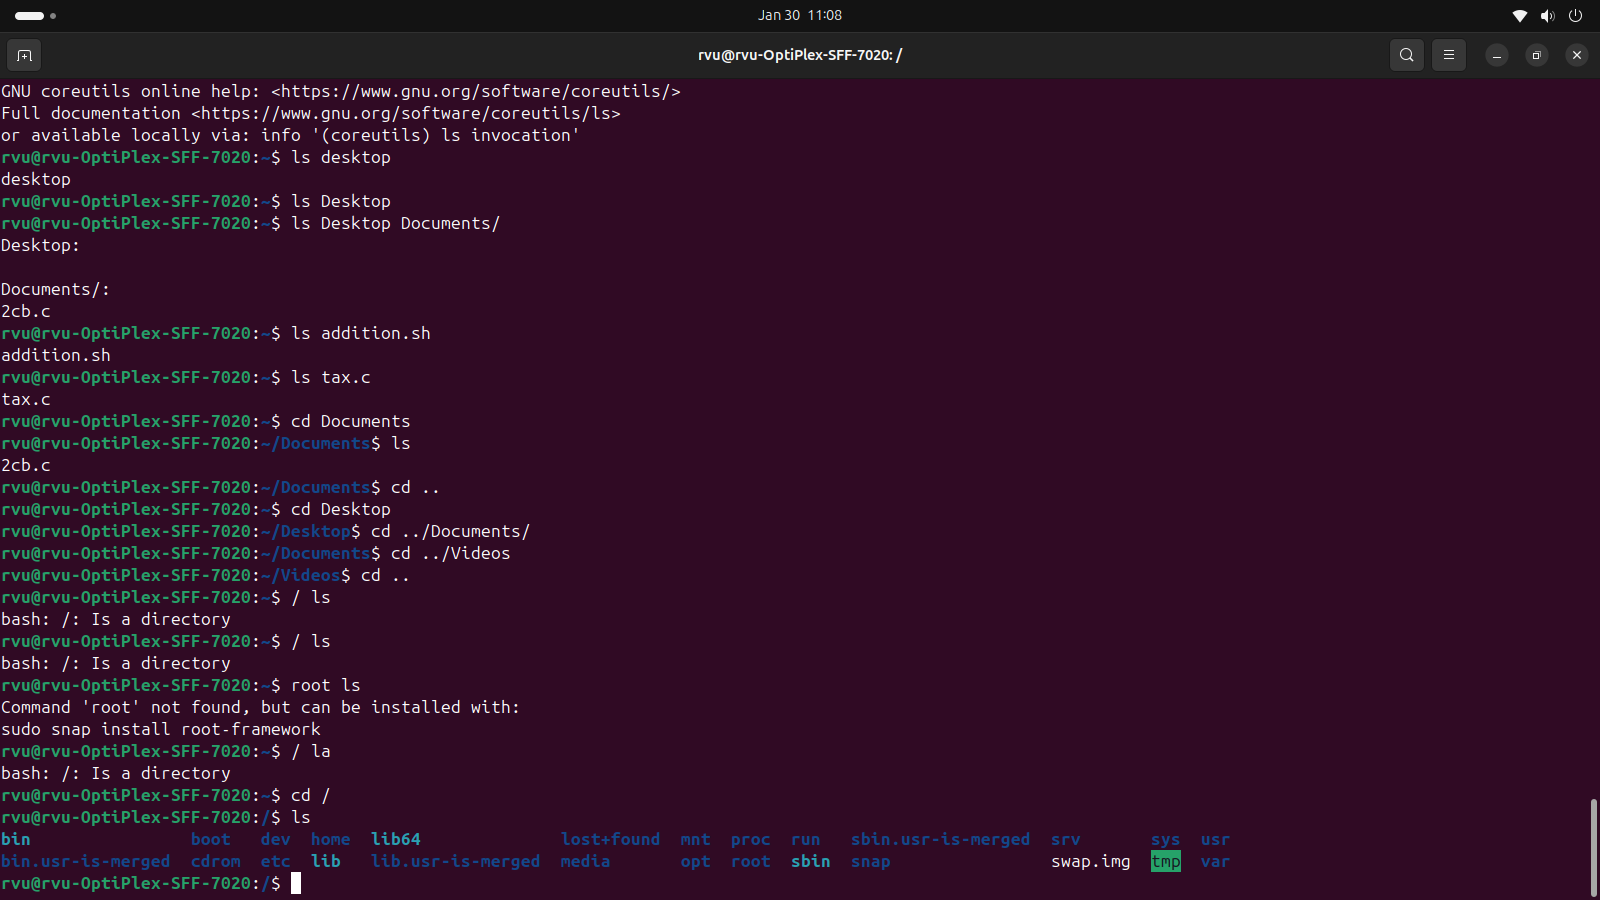 Jan 30 11:08
rvu@rvu-OptiPlex-SFF-7020: /
GNU coreutils online help: <https://www.gnu.org/software/coreutils/>
Full documentation <https://www.gnu.org/software/coreutils/ls>
or available locally via: info '(coreutils) ls invocation'
rvu@rvu-OptiPlex-SFF-7020:~$ ls desktop
desktop
rvu@rvu-OptiPlex-SFF-7020:~$ ls Desktop
rvu@rvu-OptiPlex-SFF-7020:~$ ls Desktop Documents/
Desktop:

Documents/:
2cb.c
rvu@rvu-OptiPlex-SFF-7020:~$ ls addition.sh
addition.sh
rvu@rvu-OptiPlex-SFF-7020:~$ ls tax.c
tax.c
rvu@rvu-OptiPlex-SFF-7020:~$ cd Documents
rvu@rvu-OptiPlex-SFF-7020:~/Documents$ ls
2cb.c
rvu@rvu-OptiPlex-SFF-7020:~/Documents$ cd ..
rvu@rvu-OptiPlex-SFF-7020:~$ cd Desktop
rvu@rvu-OptiPlex-SFF-7020:~/Desktop$ cd ../Documents/
rvu@rvu-OptiPlex-SFF-7020:~/Documents$ cd ../Videos
rvu@rvu-OptiPlex-SFF-7020:~/Videos$ cd ..
rvu@rvu-OptiPlex-SFF-7020:~$ / ls
bash: /: Is a directory
rvu@rvu-OptiPlex-SFF-7020:~$ / ls
bash: /: Is a directory
rvu@rvu-OptiPlex-SFF-7020:~$ root ls
Command 'root' not found, but can be installed with:
sudo snap install root-framework
rvu@rvu-OptiPlex-SFF-7020:~$ / la
bash: /: Is a directory
rvu@rvu-OptiPlex-SFF-7020:~$ cd /
rvu@rvu-OptiPlex-SFF-7020:/$ ls
bin                boot   dev  home  lib64              lost+found  mnt  proc  run   sbin.usr-is-merged  srv       sys  usr
bin.usr-is-merged  cdrom  etc  lib   lib.usr-is-merged  media       opt  root  sbin  snap                swap.img  tmp  var
rvu@rvu-OptiPlex-SFF-7020:/$